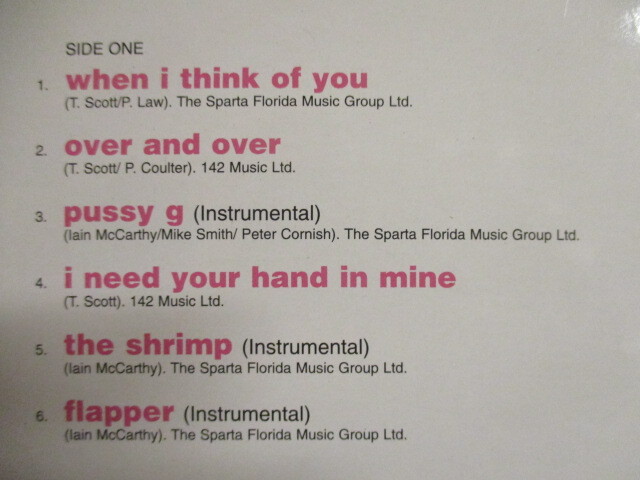 SIDE ONE
1. when i think of you
(T. Scott/P. Law). The Sparta Florida Music Group Ltd.
2. over and over
(T. Scott/ P. Coulter). 142 Music Ltd.
3. pussy g (Instrumental)
(Iain McCarthy/Mike Smith/ Peter Cornish). The Sparta Florida Music Group Ltd.
4. i need your hand in mine
(T. Scott). 142 Music Ltd.
5. the shrimp (Instrumental)
(Iain McCarthy). The Sparta Florida Music Group Ltd.
6. flapper (Instrumental)
(Iain McCarthy). The Sparta Florida Music Group Ltd.